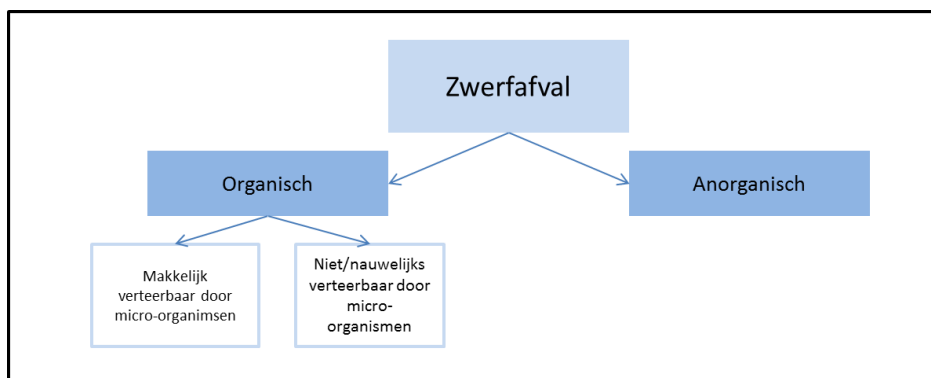 Zwerfafval
Organisch
Anorganisch
Makkelijk
verteerbaar door
micro-organimsen
Niet/nauwelijks
verteerbaar door
micro-
organismen